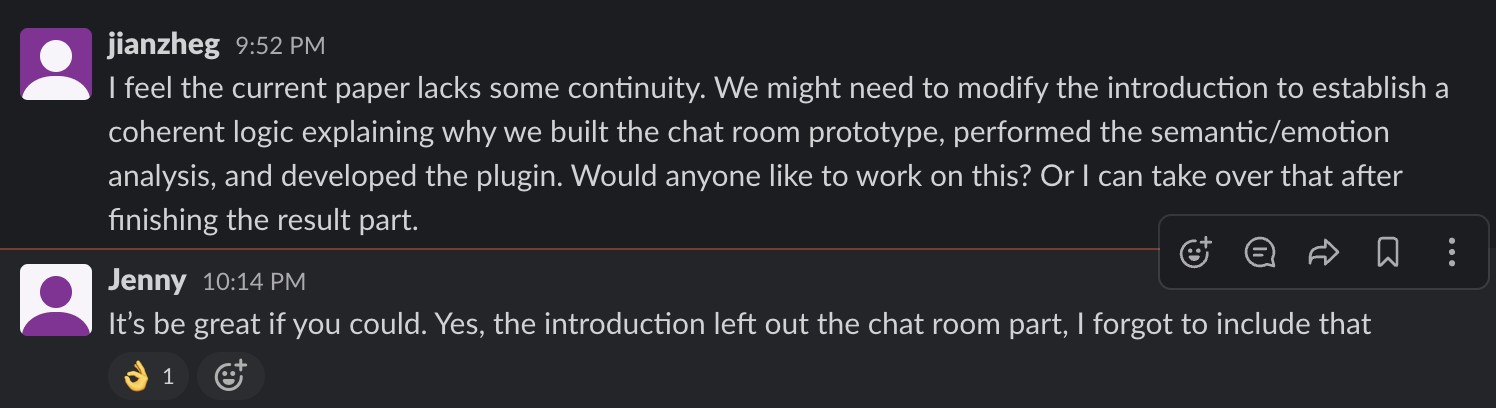 jianzheg 9:52 PM
I feel the current paper lacks some continuity. We might need to modify the introduction to establish a
coherent logic explaining why we built the chat room prototype, performed the semantic/emotion
analysis, and developed the plugin. Would anyone like to work on this? Or I can take over that after
finishing the result part.
Jenny 10:14 PM
It’s be great if you could. Yes, the introduction left out the chat room part, I forgot to include that
👌 1